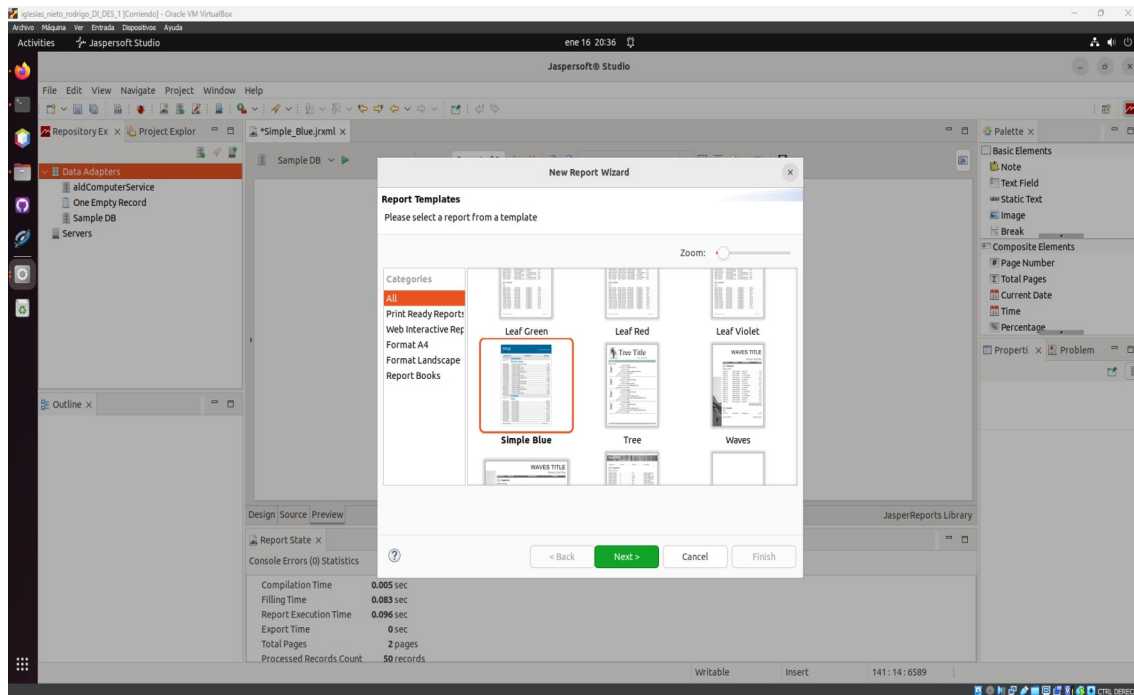 iglesias_nieto_rodrigo_DI_DES_1 [Corriendo] - Oracle VM VirtualBox
Archivo Máquina Ver Entrada Dispositivos Ayuda
Activities Jaspersoft Studio ene 16 20:36
Jaspersoft® Studio
File Edit View Navigate Project Window Help
Repository Ex Project Explor
*Simple_Blue.jrxml
Palette
Basic Elements
Note
Text Field
Static Text
Image
Break
Composite Elements
Page Number
Total Pages
Current Date
Time
Percentage
Properti Problem
Data Adapters
aldComputerService
One Empty Record
Sample DB
Servers
Outline
Sample DB
New Report Wizard
Report Templates
Please select a report from a template
Zoom:
Categories
All
Print Ready Reports
Web Interactive Rep
Format A4
Format Landscape
Report Books
Leaf Green Leaf Red Leaf Violet
TITLE Tree Title WAVES TITLE
Simple Blue Tree Waves
WAVES TITLE
< Back Next > Cancel Finish
Design Source Preview JasperReports Library
Report State
Console Errors (0) Statistics
Compilation Time 0.005 sec
Filling Time 0.083 sec
Report Execution Time 0.096 sec
Export Time 0 sec
Total Pages 2 pages
Processed Records Count 50 records
Writable Insert 141 : 14 : 6589
CTRL DEREC